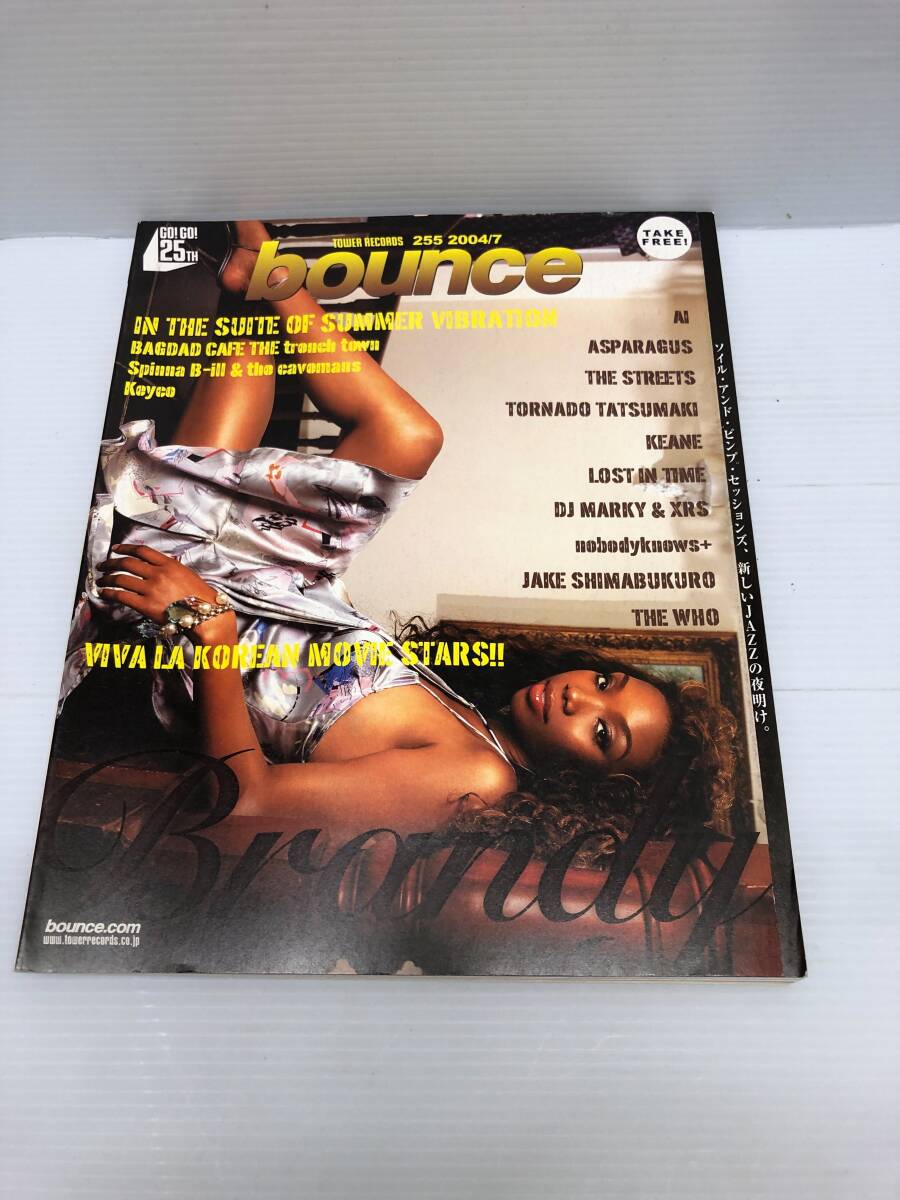 GO! GO!
25TH
TOWER RECORDS 255 2004/7
bounce
TAKE
FREE!
IN THE SUITE OF SUMMER VIBRATION
BAGDAD CAFE THE trench town
Spinna B-ill & the cavemans
Keyco
AI
ASPARAGUS
THE STREETS
TORNADO TATSUMAKI
KEANE
LOST IN TIME
DJ MARKY & XRS
nobodyknows+
JAKE SHIMABUKURO
THE WHO
ソイル・アンド・ピンプ・セッションズ、新しいJAZZの夜明け。
VIVA LA KOREAN MOVIE STARS!!
Brandy
bounce.com
www.towerrecords.co.jp